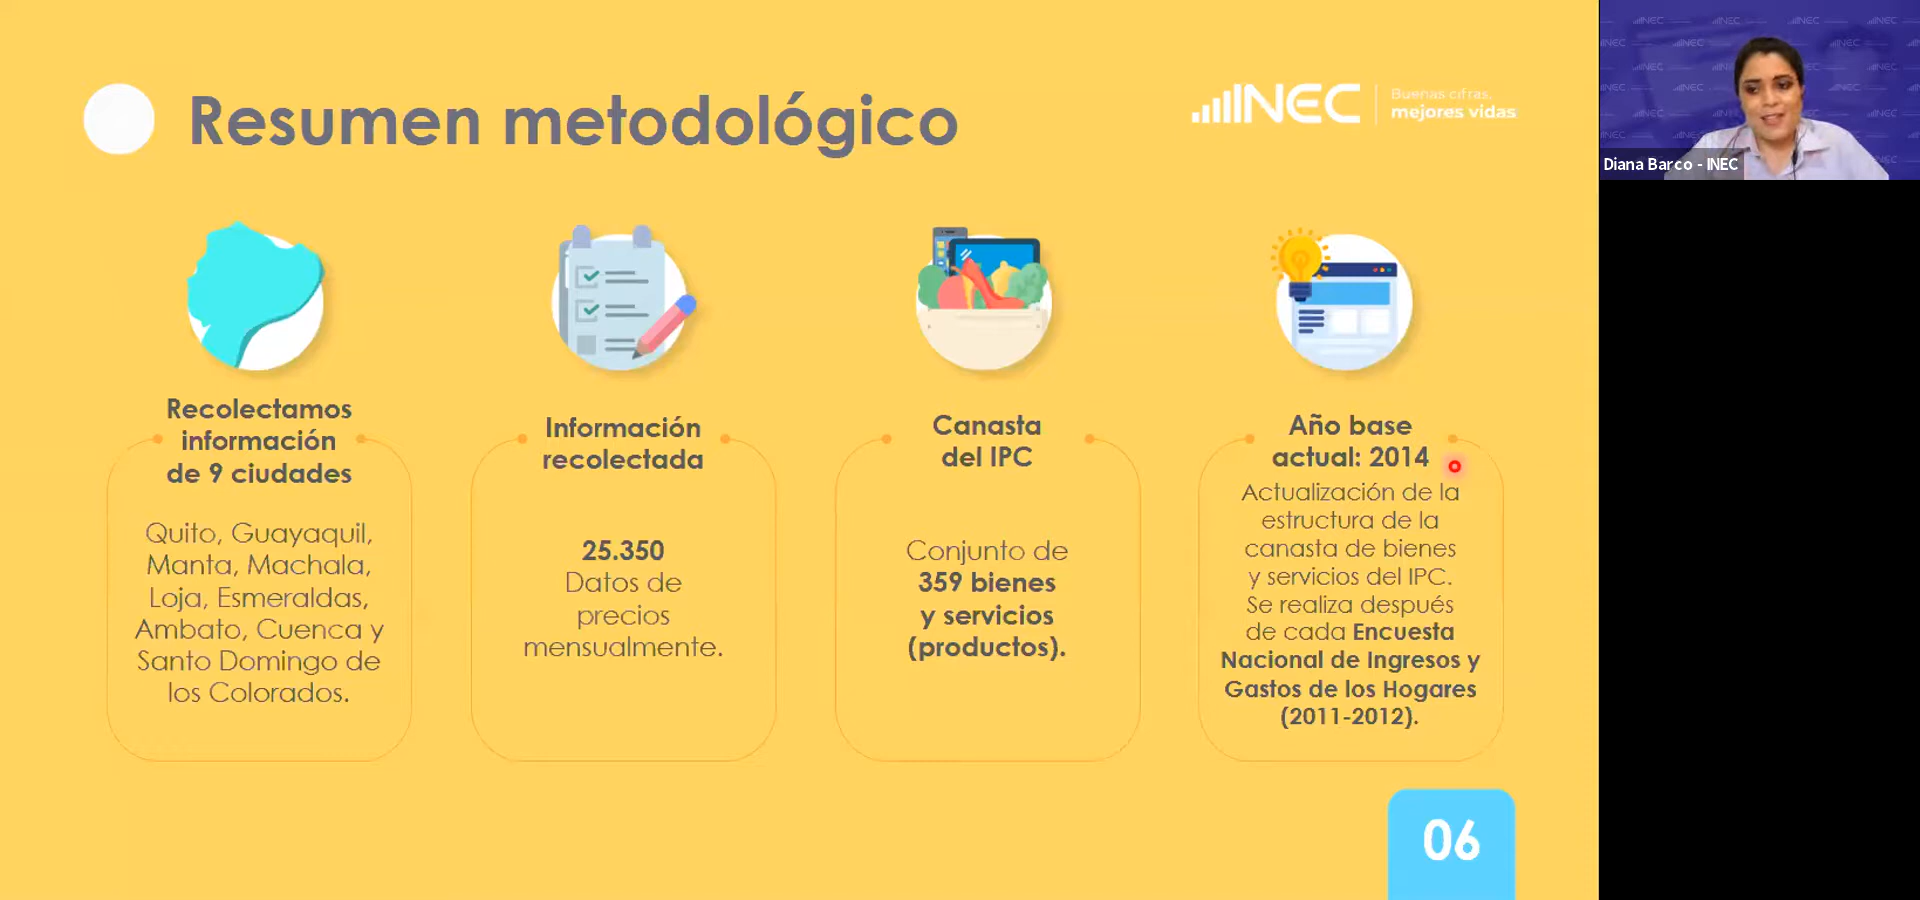 Resumen metodológico
INEC
Buenas cifras,
mejores vidas
Diana Barco - INEC
Recolectamos
información
de 9 ciudades
Quito, Guayaquil,
Manta, Machala,
Loja, Esmeraldas,
Ambato, Cuenca y
Santo Domingo de
los Colorados.
Información
recolectada
25.350
Datos de
precios
mensualmente.
Canasta
del IPC
Conjunto de
359 bienes
y servicios
(productos).
Año base
actual: 2014
Actualización de la
estructura de la
canasta de bienes
y servicios del IPC.
Se realiza después
de cada Encuesta
Nacional de Ingresos y
Gastos de los Hogares
(2011-2012).
06